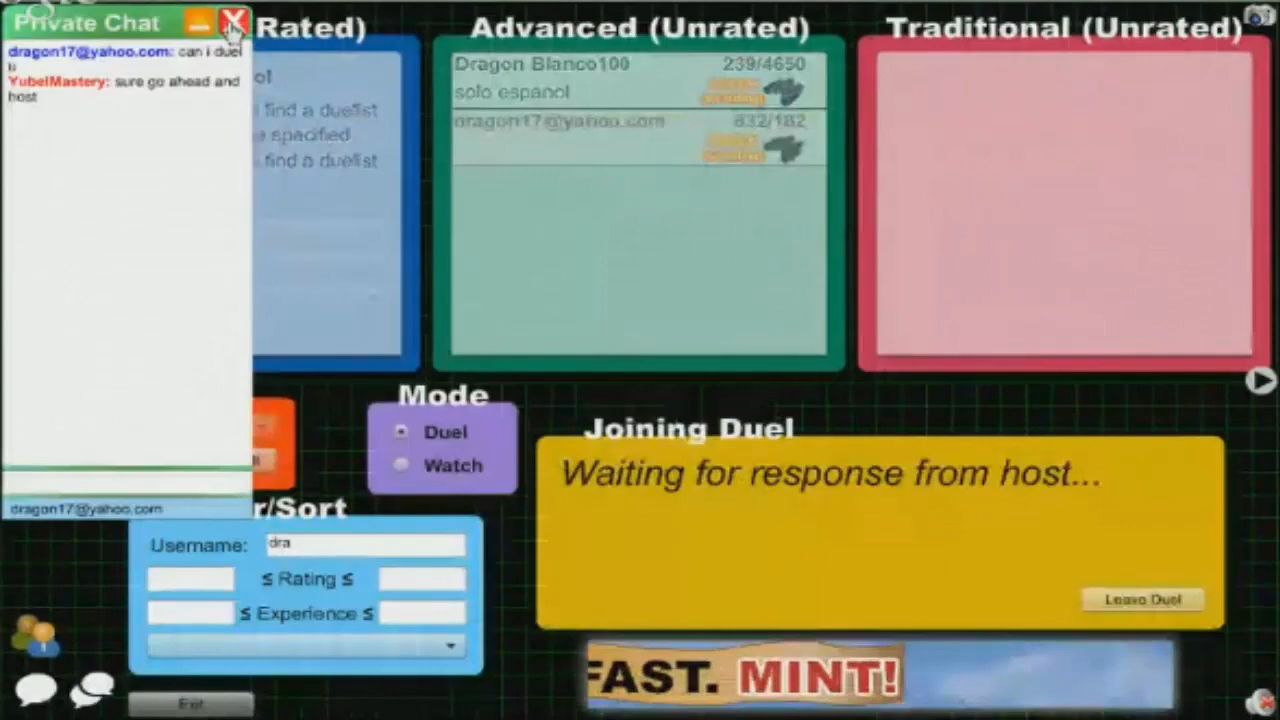 Private Chat
dragon17@yahoo.com: can i duel
u
YubelMastery: sure go ahead and
host
dragon17@yahoo.com
Rated)
find a duelist
specified
find a duelist
Advanced (Unrated)
Dragon Blanco100 239/4650
solo espanol
dragon17@yahoo.com 832/182
Traditional (Unrated)
Mode
Duel
Watch
Joining Duel
Waiting for response from host...
Leave Duel
r/Sort
Username: dra
≤ Rating ≤
≤ Experience ≤
Exit
FAST. MINT!